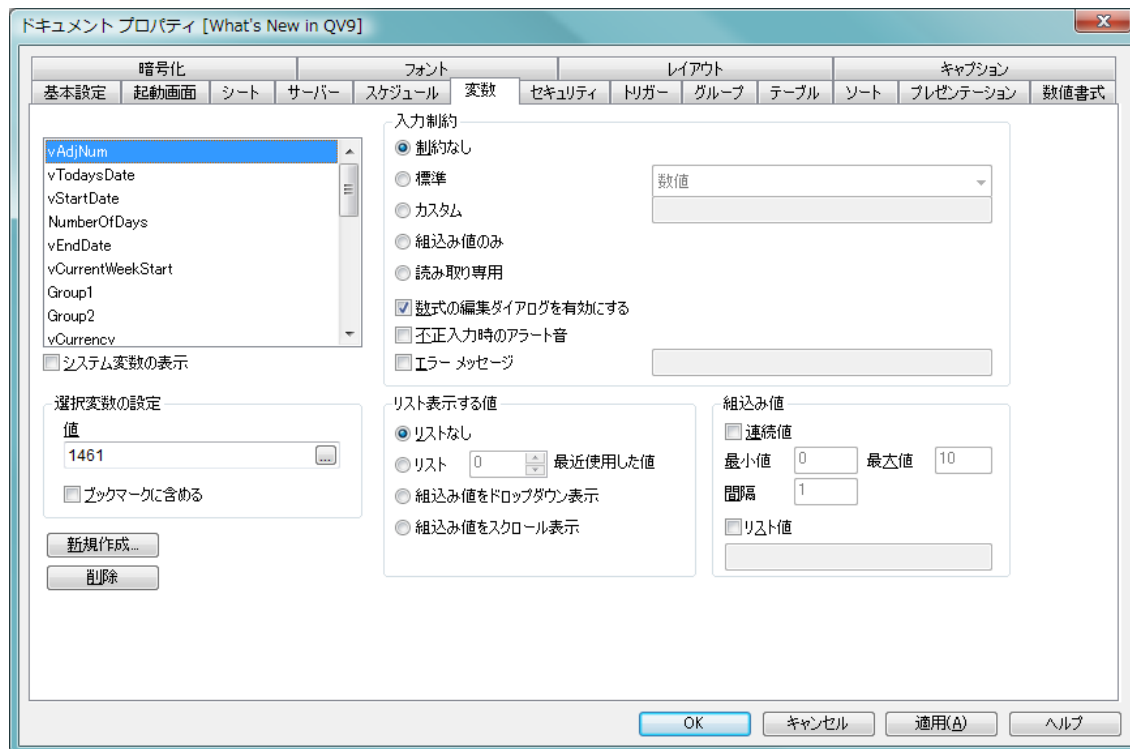 ドキュメント プロパティ [What's New in QV9]
暗号化 フォント レイアウト キャプション
基本設定 起動画面 シート サーバー スケジュール 変数 セキュリティ トリガー グループ テーブル ソート プレゼンテーション 数値書式
vAdjNum
vTodaysDate
vStartDate
NumberOfDays
vEndDate
vCurrentWeekStart
Group1
Group2
vCurrency
システム変数の表示
入力制約
制約なし
標準 数値
カスタム
組込み値のみ
読み取り専用
数式の編集ダイアログを有効にする
不正入力時のアラート音
エラー メッセージ
選択変数の設定
値
1461 ...
ブックマークに含める
新規作成...
削除
リスト表示する値
リストなし
リスト 0 最近使用した値
組込み値をドロップダウン表示
組込み値をスクロール表示
組込み値
連続値
最小値 0 最大値 10
間隔 1
リスト値
OK キャンセル 適用(A) ヘルプ